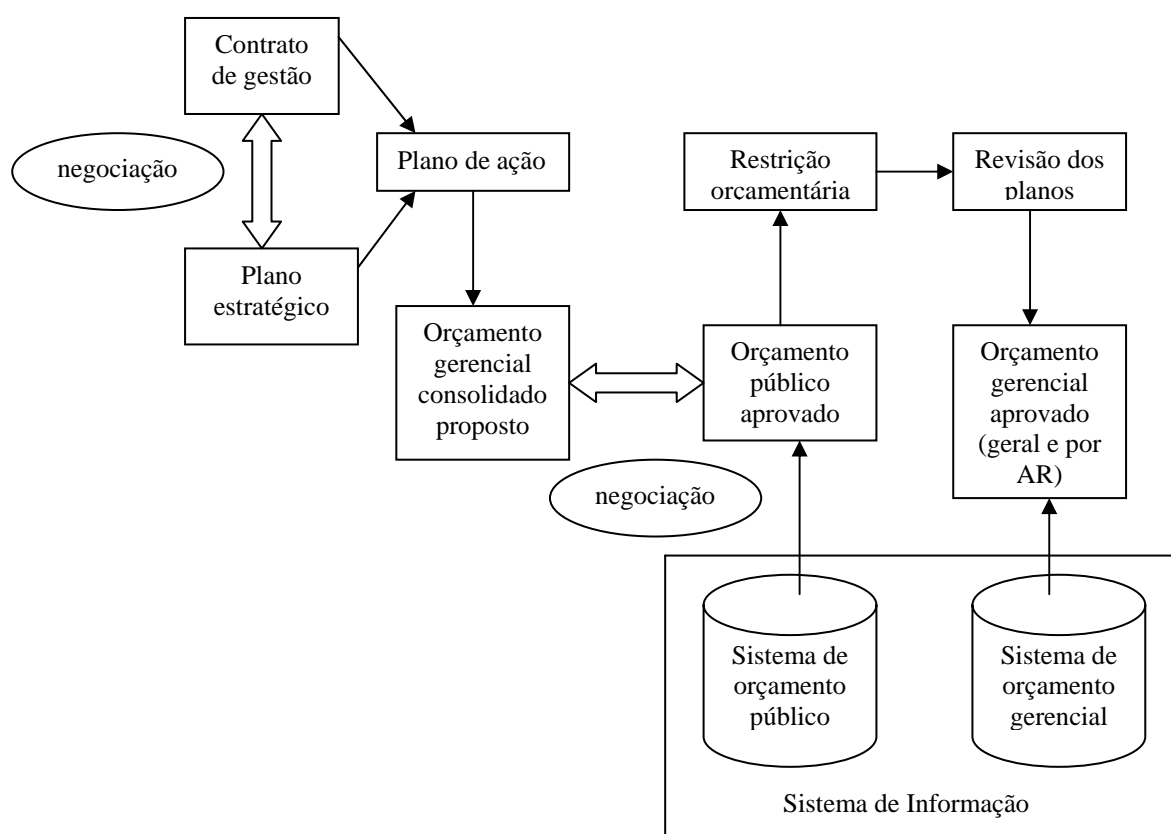 Contrato
de gestão
negociação
Plano de ação
Plano
estratégico
Restrição
orcamentária
Revisão dos
planos
Orçamento
gerencial
consolidado
proposto
Orçamento
público
aprovado
Orçamento
gerencial
aprovado
(geral e por
AR)
negociação
Sistema de
orçamento
público
Sistema de
orçamento
gerencial
Sistema de Informação